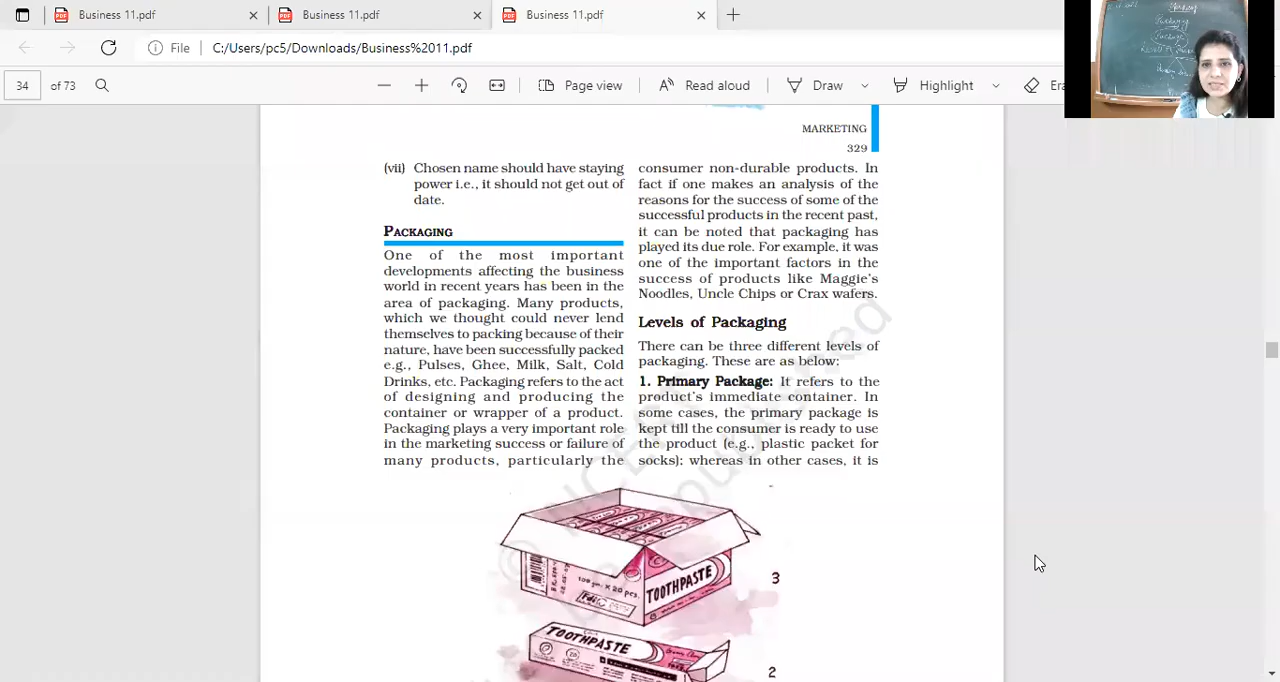 Business 11.pdf
Business 11.pdf
Business 11.pdf
File
C:/Users/pc5/Downloads/Business%2011.pdf
34
of 73
Page view
Read aloud
Draw
Highlight
Era
MARKETING
329
(vii) Chosen name should have staying
power i.e., it should not get out of
date.
PACKAGING
One of the most important
developments affecting the business
world in recent years has been in the
area of packaging. Many products,
which we thought could never lend
themselves to packing because of their
nature, have been successfully packed
e.g., Pulses, Ghee, Milk, Salt, Cold
Drinks, etc. Packaging refers to the act
of designing and producing the
container or wrapper of a product.
Packaging plays a very important role
in the marketing success or failure of
many products, particularly the
consumer non-durable products. In
fact if one makes an analysis of the
reasons for the success of some of the
successful products in the recent past,
it can be noted that packaging has
played its due role. For example, it was
one of the important factors in the
success of products like Maggie's
Noodles, Uncle Chips or Crax wafers.
Levels of Packaging
There can be three different levels of
packaging. These are as below:
1. Primary Package: It refers to the
product's immediate container. In
some cases, the primary package is
kept till the consumer is ready to use
the product (e.g., plastic packet for
socks); whereas in other cases, it is
© NCERT
100 gm. X 20 pcs.
TOOTHPASTE
3
TOOTHPASTE
2